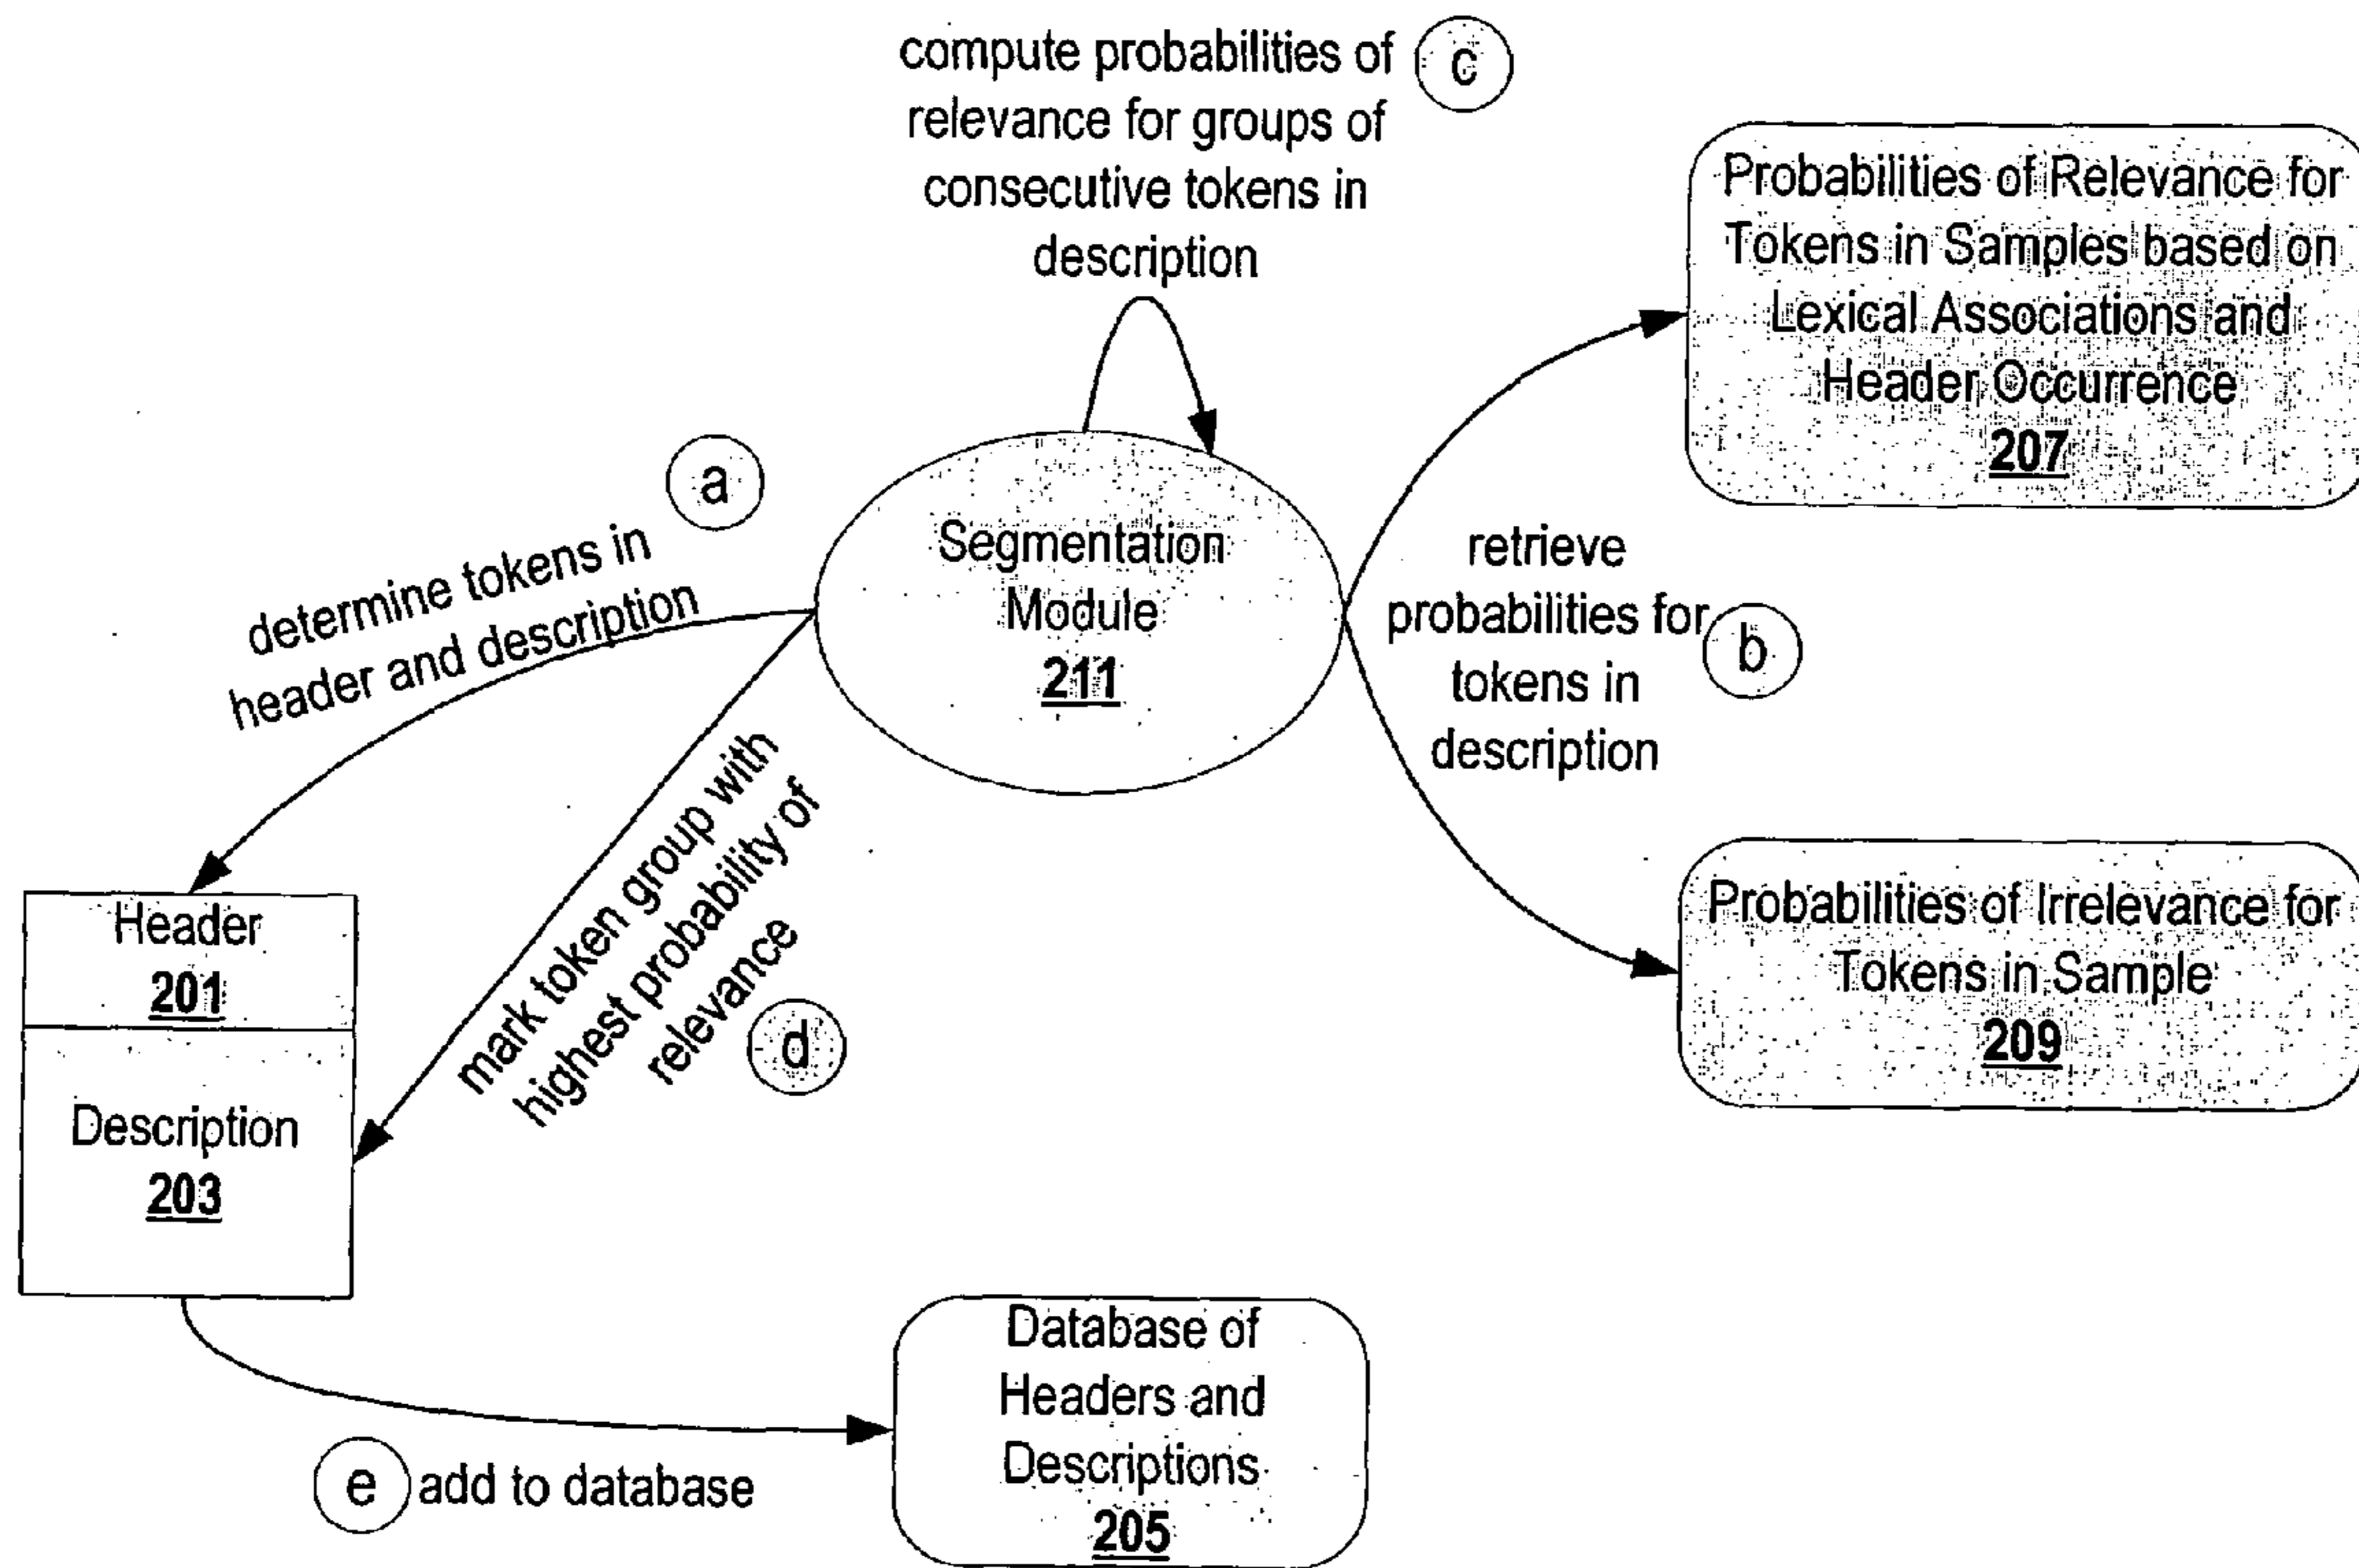 compute probabilities of
relevance for groups of
consecutive tokens in
description
c
Probabilities of Relevance for
Tokens in Samples based on
Lexical Associations and
Header Occurrence
207
a
determine tokens in
header and description
Segmentation
Module
211
retrieve
probabilities for
tokens in
description
b
mark token group with
highest probability of
relevance
d
Header
201
Description
203
Probabilities of Irrelevance for
Tokens in Sample
209
e
add to database
Database of
Headers and
Descriptions
205